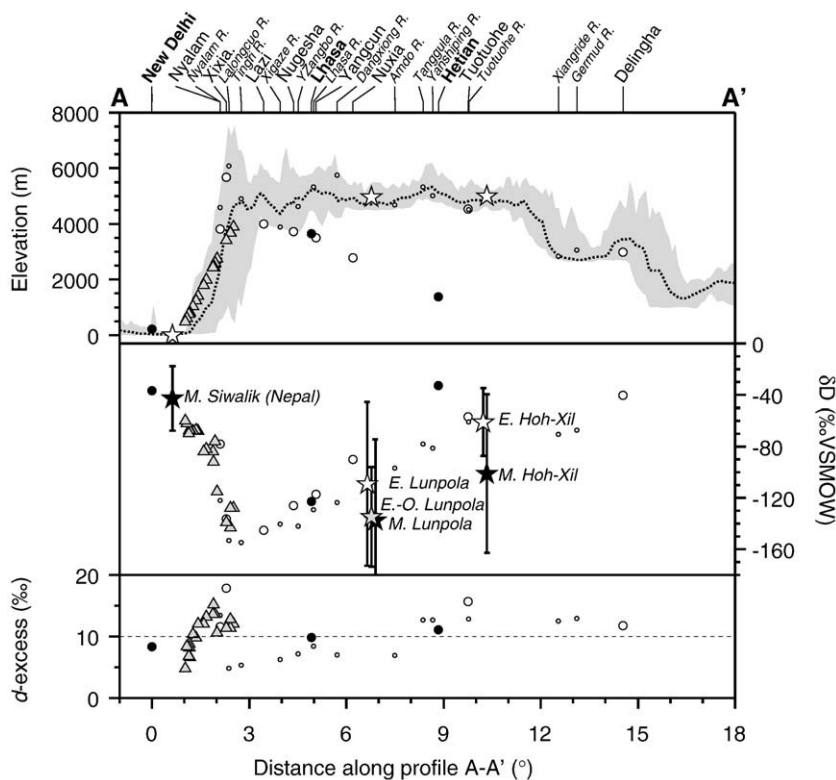 New Delhi
Nyalam
Nyalam R.
Xixia.
Lalongcuo R.
Tingri R.
Lazi
Xigaze R.
Nugesha
YZangbo R.
Lhasa
Lhasa R.
Yangcun
Dangxiong R.
Nuxia
Amdo R.
Tanggula R.
Hetian
Tuotuohe
Tuotuohe R.
Xiangride R.
Germud R.
Delingha
A A’
8000
6000
4000
2000
0
Elevation (m)
0
-40
-80
-120
-160
δD (‰VSMOW)
M. Siwalik (Nepal)
E. Hoh-Xil
M. Hoh-Xil
E. Lunpola
E.-O. Lunpola
M. Lunpola
20
10
0
d-excess (‰)
0 3 6 9 12 15 18
Distance along profile A-A’ (°)